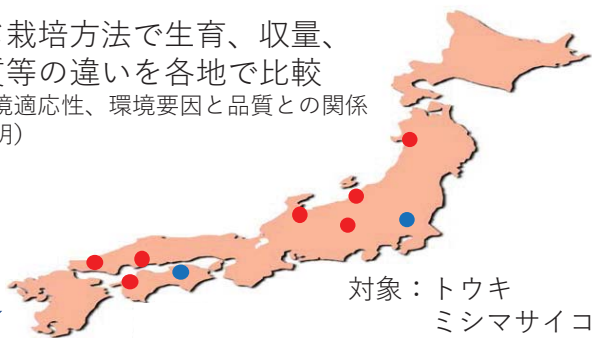 栽培方法で生育、収量、
等の違いを各地で比較
境適応性、環境要因と品質との関係
明)
対象：トウキ
ミシマサイコ